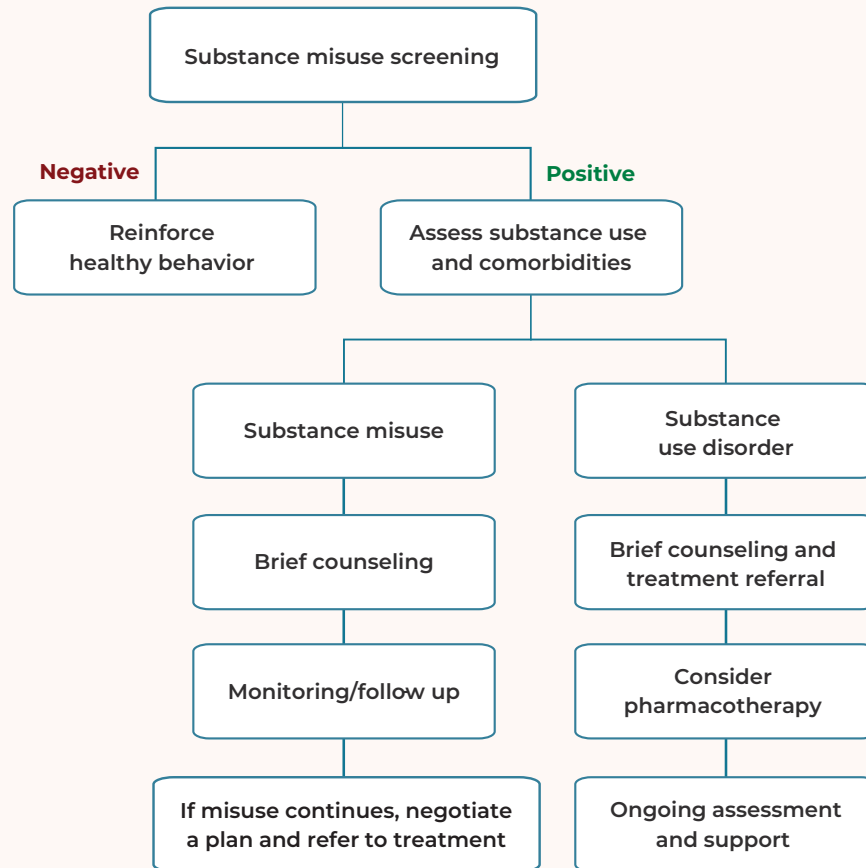 Substance misuse screening
Negative
Positive
Reinforce
healthy behavior
Assess substance use
and comorbidities
Substance misuse
Substance
use disorder
Brief counseling
Brief counseling and
treatment referral
Monitoring/follow up
Consider
pharmacotherapy
If misuse continues, negotiate
a plan and refer to treatment
Ongoing assessment
and support